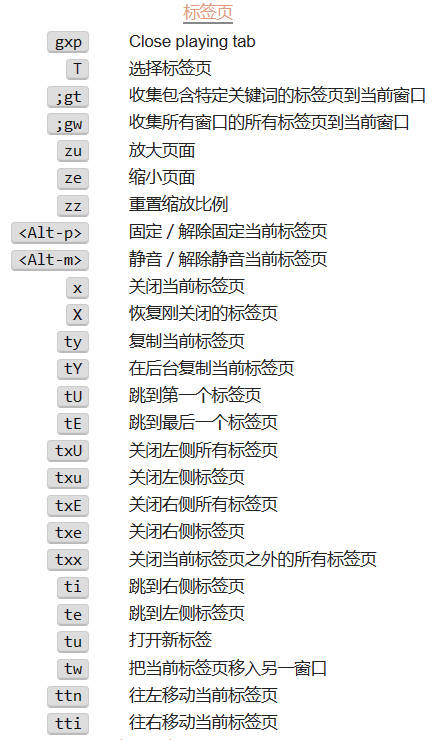 标签页
gxp Close playing tab
T 选择标签页
;gt 收集包含特定关键词的标签页到当前窗口
;gw 收集所有窗口的所有标签页到当前窗口
zu 放大页面
ze 缩小页面
zz 重置缩放比例
<Alt-p> 固定 / 解除固定当前标签页
<Alt-m> 静音 / 解除静音当前标签页
x 关闭当前标签页
X 恢复刚关闭的标签页
ty 复制当前标签页
tY 在后台复制当前标签页
tU 跳到第一个标签页
tE 跳到最后一个标签页
txU 关闭左侧所有标签页
txu 关闭左侧标签页
txE 关闭右侧所有标签页
txe 关闭右侧标签页
txx 关闭当前标签页之外的所有标签页
ti 跳到右侧标签页
te 跳到左侧标签页
tu 打开新标签
tw 把当前标签页移入另一窗口
ttn 往左移动当前标签页
tti 往右移动当前标签页